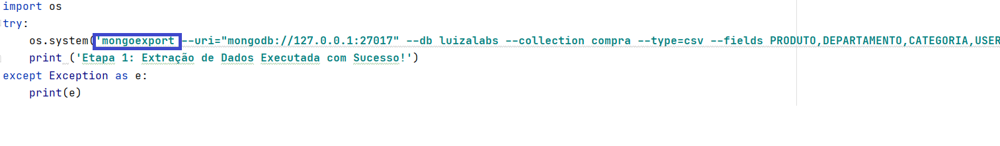 import os
try:
    os.system('mongoexport --uri="mongodb://127.0.0.1:27017" --db luizalabs --collection compra --type=csv --fields PRODUTO,DEPARTAMENTO,CATEGORIA,USER
    print ('Etapa 1: Extração de Dados Executada com Sucesso!')
except Exception as e:
    print(e)